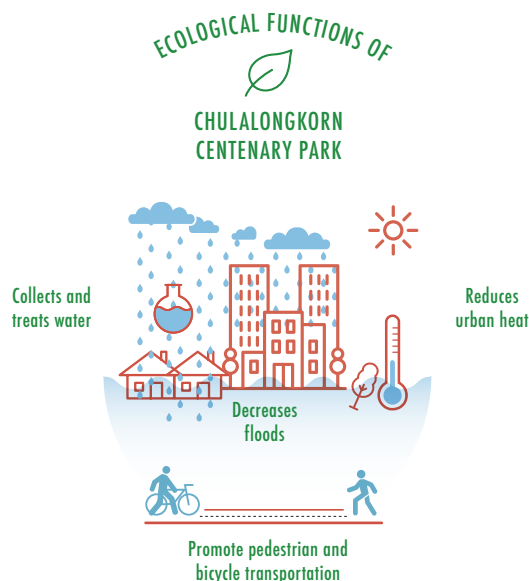 ECOLOGICAL FUNCTIONS OF
CHULALONGKORN
CENTENARY PARK
Collects and
treats water
Reduces
urban heat
Decreases
floods
Promote pedestrian and
bicycle transportation